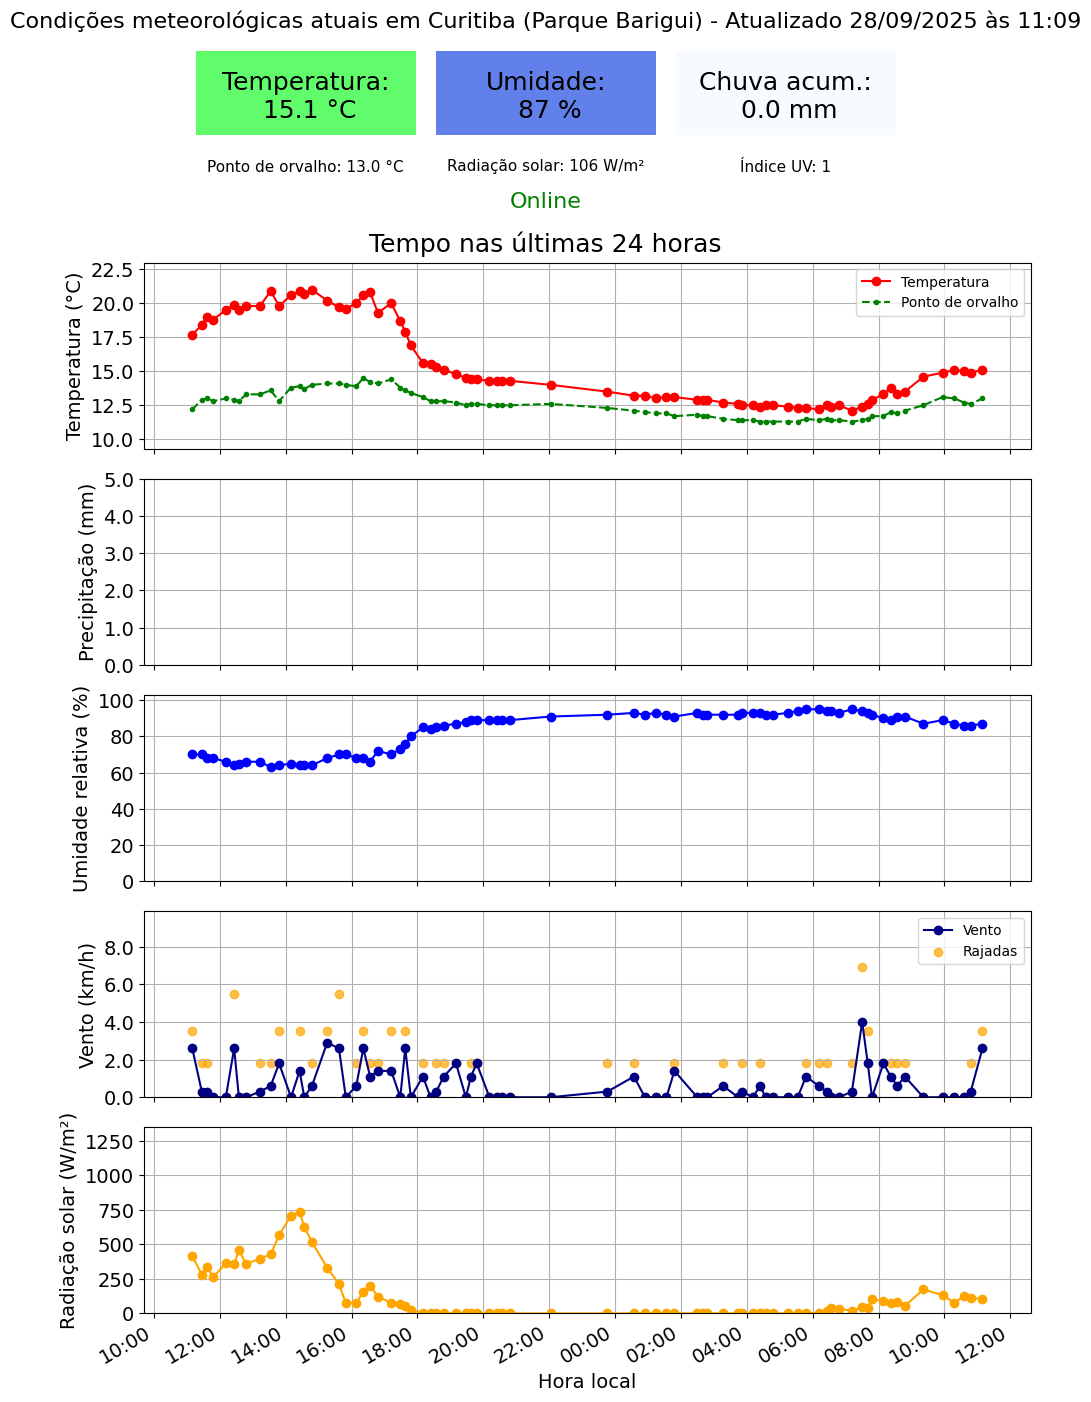 Condições meteorológicas atuais em Curitiba (Parque Barigui) - Atualizado 28/09/2025 às 11:09
Temperatura:
15.1 °C
Umidade:
87 %
Chuva acum.:
0.0 mm
Ponto de orvalho: 13.0 °C
Radiação solar: 106 W/m²
Índice UV: 1
Online
Tempo nas últimas 24 horas
Temperatura (°C)
22.5
20.0
17.5
15.0
12.5
10.0
Temperatura
Ponto de orvalho
Precipitação (mm)
5.0
4.0
3.0
2.0
1.0
0.0
Umidade relativa (%)
100
80
60
40
20
0
Vento (km/h)
8.0
6.0
4.0
2.0
0.0
Vento
Rajadas
Radiação solar (W/m²)
1250
1000
750
500
250
0
10:00
12:00
14:00
16:00
18:00
20:00
22:00
00:00
02:00
04:00
06:00
08:00
10:00
12:00
Hora local